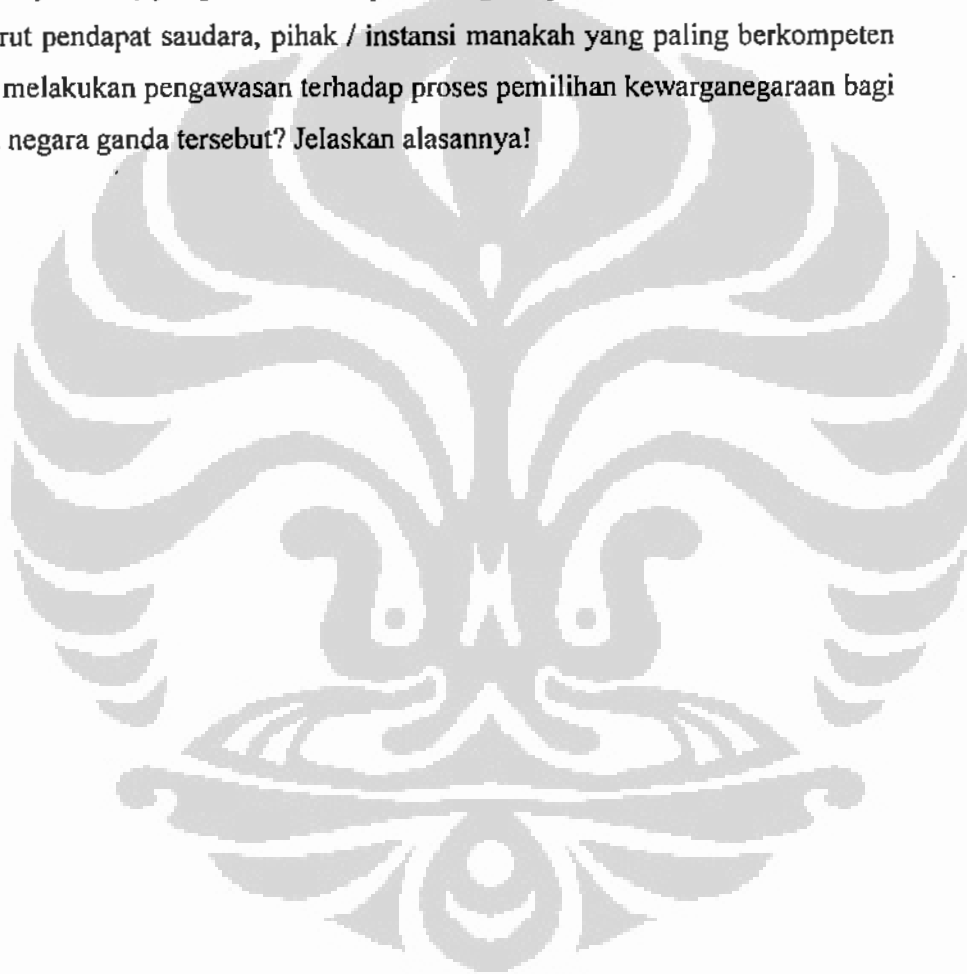 rut pendapat saudara, pihak / instansi manakah yang paling berkompeten
melakukan pengawasan terhadap proses pemilihan kewarganegaraan bagi
negara ganda tersebut? Jelaskan alasannya!